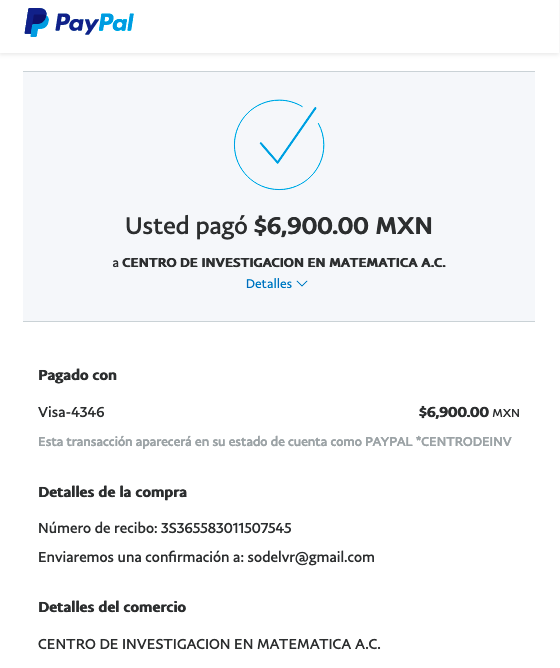 PayPal
Usted pagó $6,900.00 MXN
a CENTRO DE INVESTIGACION EN MATEMATICA A.C.
Detalles
Pagado con
Visa-4346 $6,900.00 MXN
Esta transacción aparecerá en su estado de cuenta como PAYPAL *CENTRODEINV
Detalles de la compra
Número de recibo: 3S365583011507545
Enviaremos una confirmación a: sodelvr@gmail.com
Detalles del comercio
CENTRO DE INVESTIGACION EN MATEMATICA A.C.